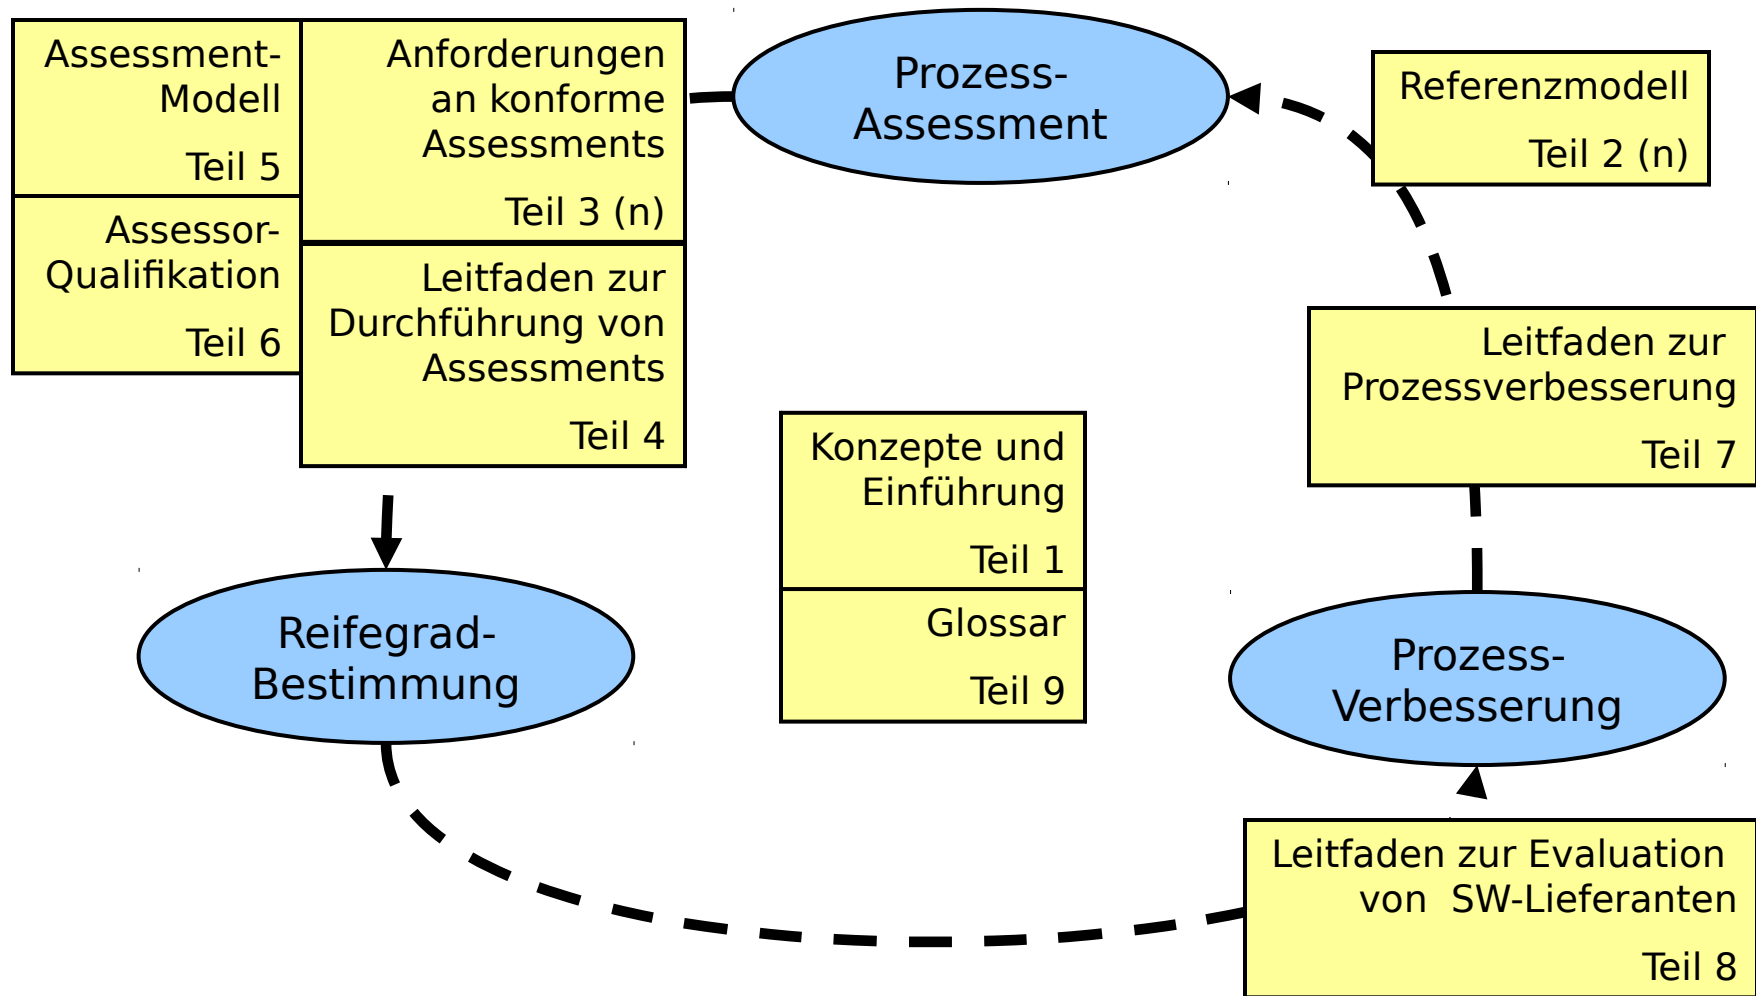 Assessment-
Modell
Teil 5
Anforderungen
an konforme
Assessments
Teil 3 (n)
Prozess-
Assessment
Referenzmodell
Teil 2 (n)
Assessor-
Qualifikation
Teil 6
Leitfaden zur
Durchführung von
Assessments
Teil 4
Leitfaden zur
Prozessverbesserung
Teil 7
Konzepte und
Einführung
Teil 1
Glossar
Teil 9
Reifegrad-
Bestimmung
Prozess-
Verbesserung
Leitfaden zur Evaluation
von  SW-Lieferanten
Teil 8